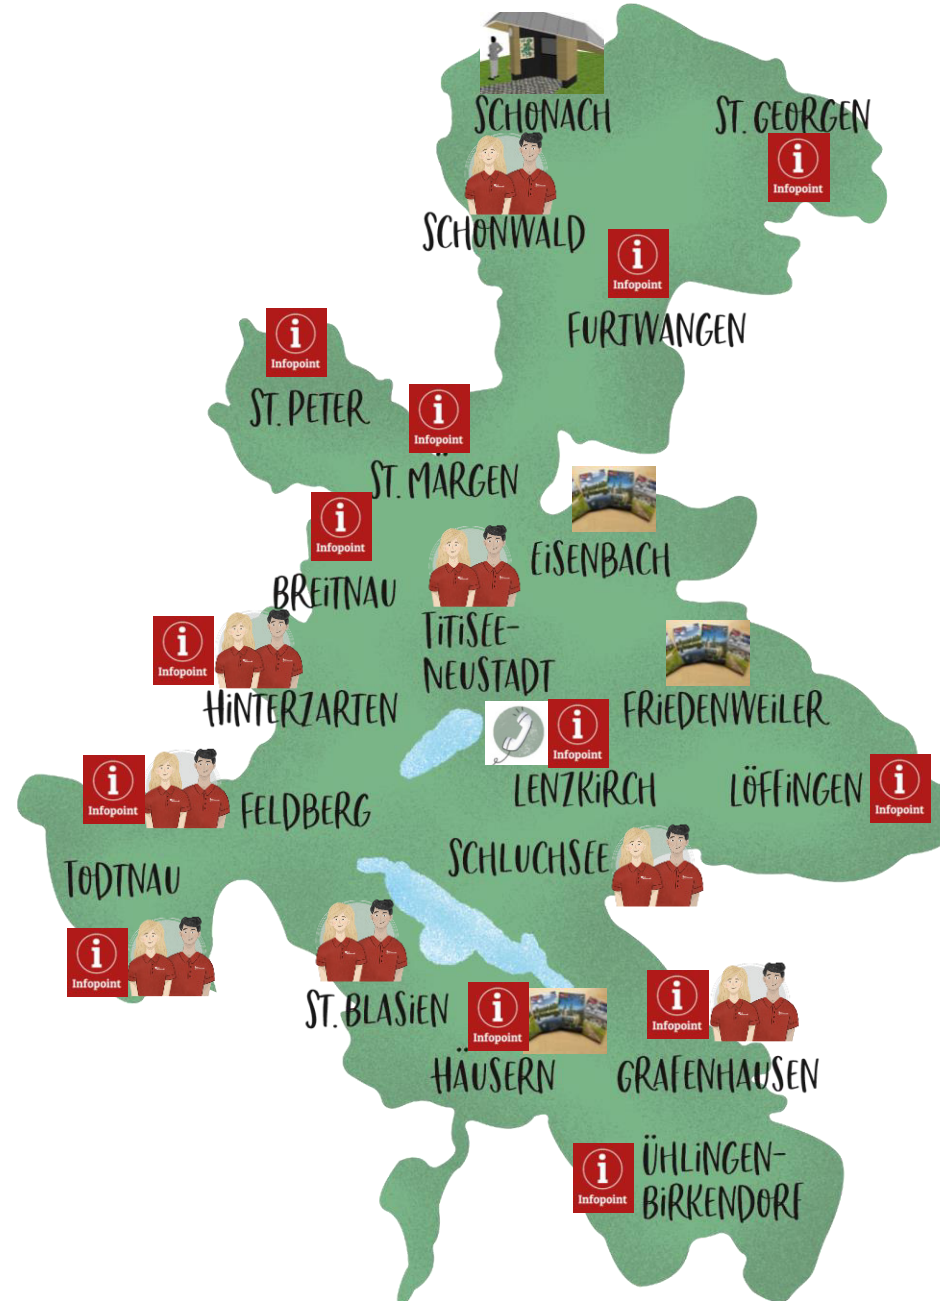 SCHONACH
ST. GEORGEN
i
Infopoint
SCHONWALD
i
Infopoint
FURTWANGEN
i
Infopoint
ST. PETER
i
Infopoint
ST. MÄRGEN
i
Infopoint
BREiTNAU
EiSENBACH
i
Infopoint
HiNTERZARTEN
TiTiSEE-
NEUSTADT
FRiEDENWEiLER
i
Infopoint
LENZKiRCH
i
Infopoint
FELDBERG
LÖFFiNGEN
i
Infopoint
SCHLUCHSEE
TODTNAU
i
Infopoint
ST. BLASiEN
i
Infopoint
HÄUSERN
i
Infopoint
GRAFENHAUSEN
i
Infopoint
ÜHLiNGEN-
BiRKENDORF